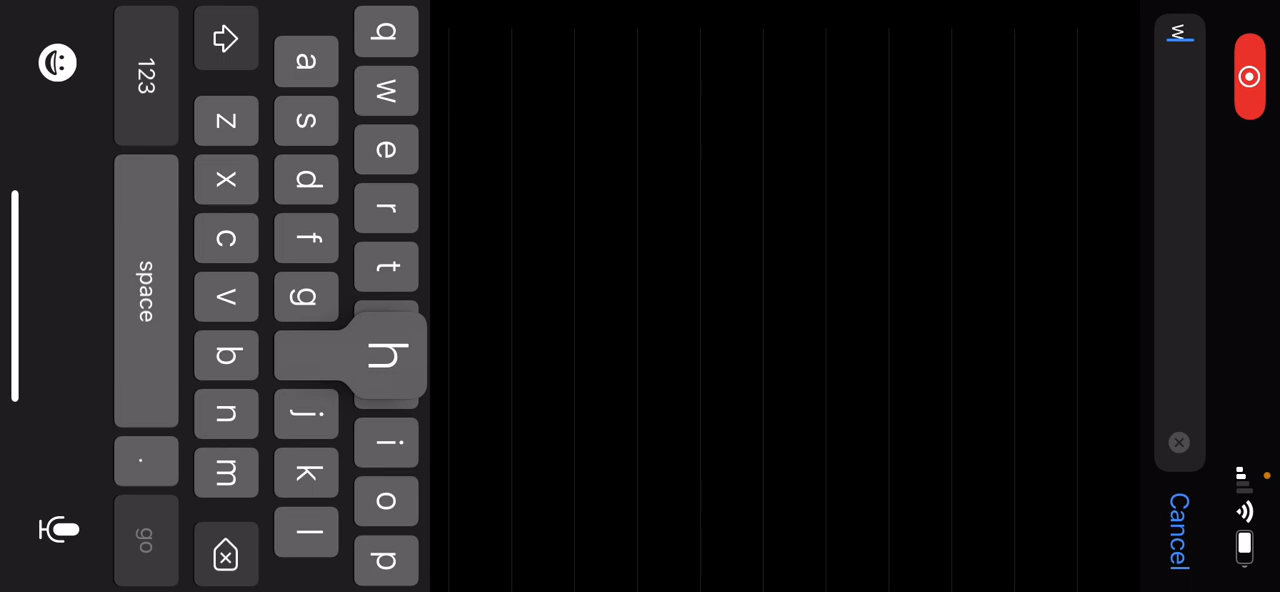 w
Cancel
q w e r t h i o p
a s d f g j k l
z x c v b n m
123 space . go